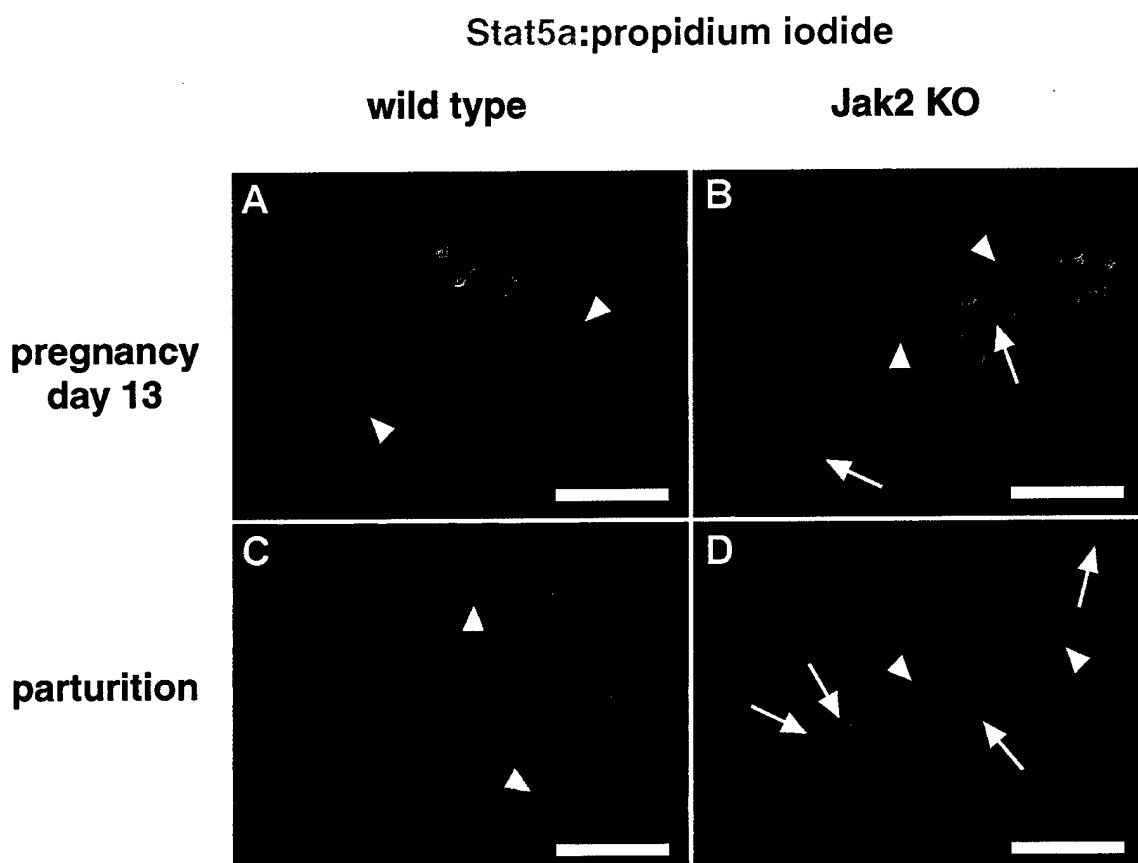 Stat5a:propidium iodide
wild type
Jak2 KO
A
B
pregnancy
day 13
C
D
parturition